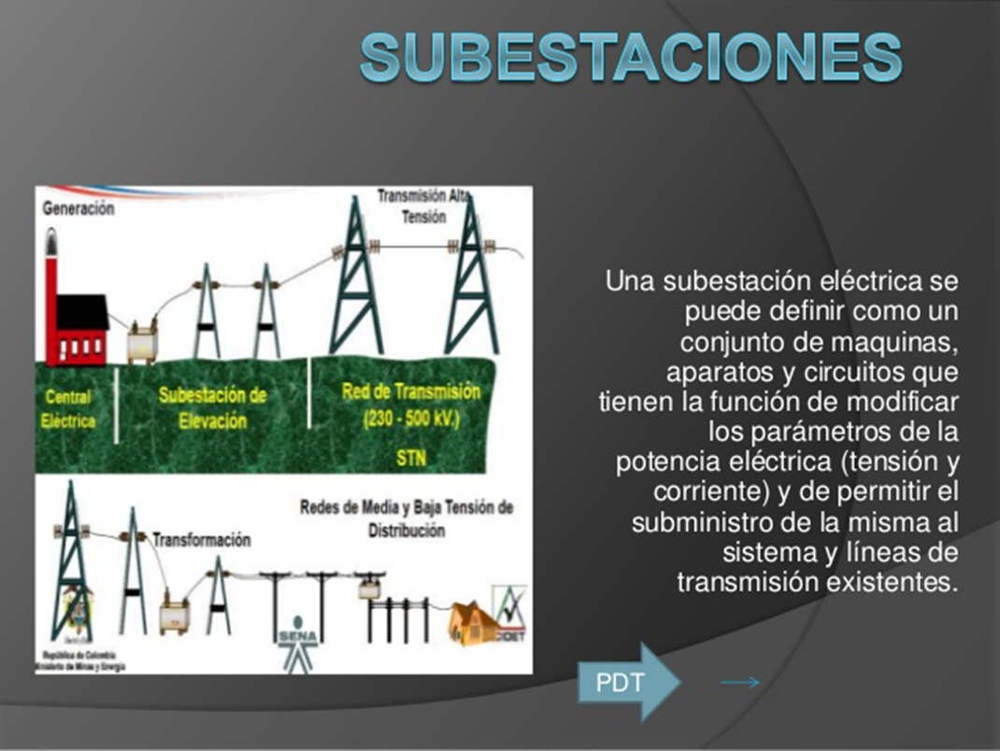 SUBESTACIONES
Generación
Transmisión Alta
Tensión
Central
Eléctrica
Subestación de
Elevación
Red de Transmisión
(230 - 500 kV.)
STN
Redes de Media y Baja Tensión de
Distribución
Transformación
SENA
CIDET
República de Colombia
Ministerio de Minas y Energía
Una subestación eléctrica se
puede definir como un
conjunto de maquinas,
aparatos y circuitos que
tienen la función de modificar
los parámetros de la
potencia eléctrica (tensión y
corriente) y de permitir el
subministro de la misma al
sistema y líneas de
transmisión existentes.
PDT